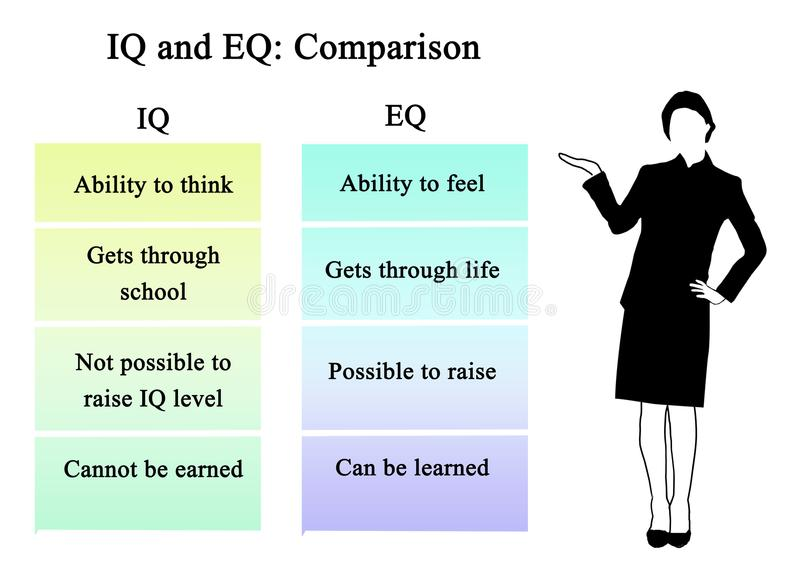 IQ and EQ: Comparison
IQ
EQ
Ability to think
Ability to feel
Gets through
school
Gets through life
Not possible to
raise IQ level
Possible to raise
Cannot be earned
Can be learned
dreamstime.com